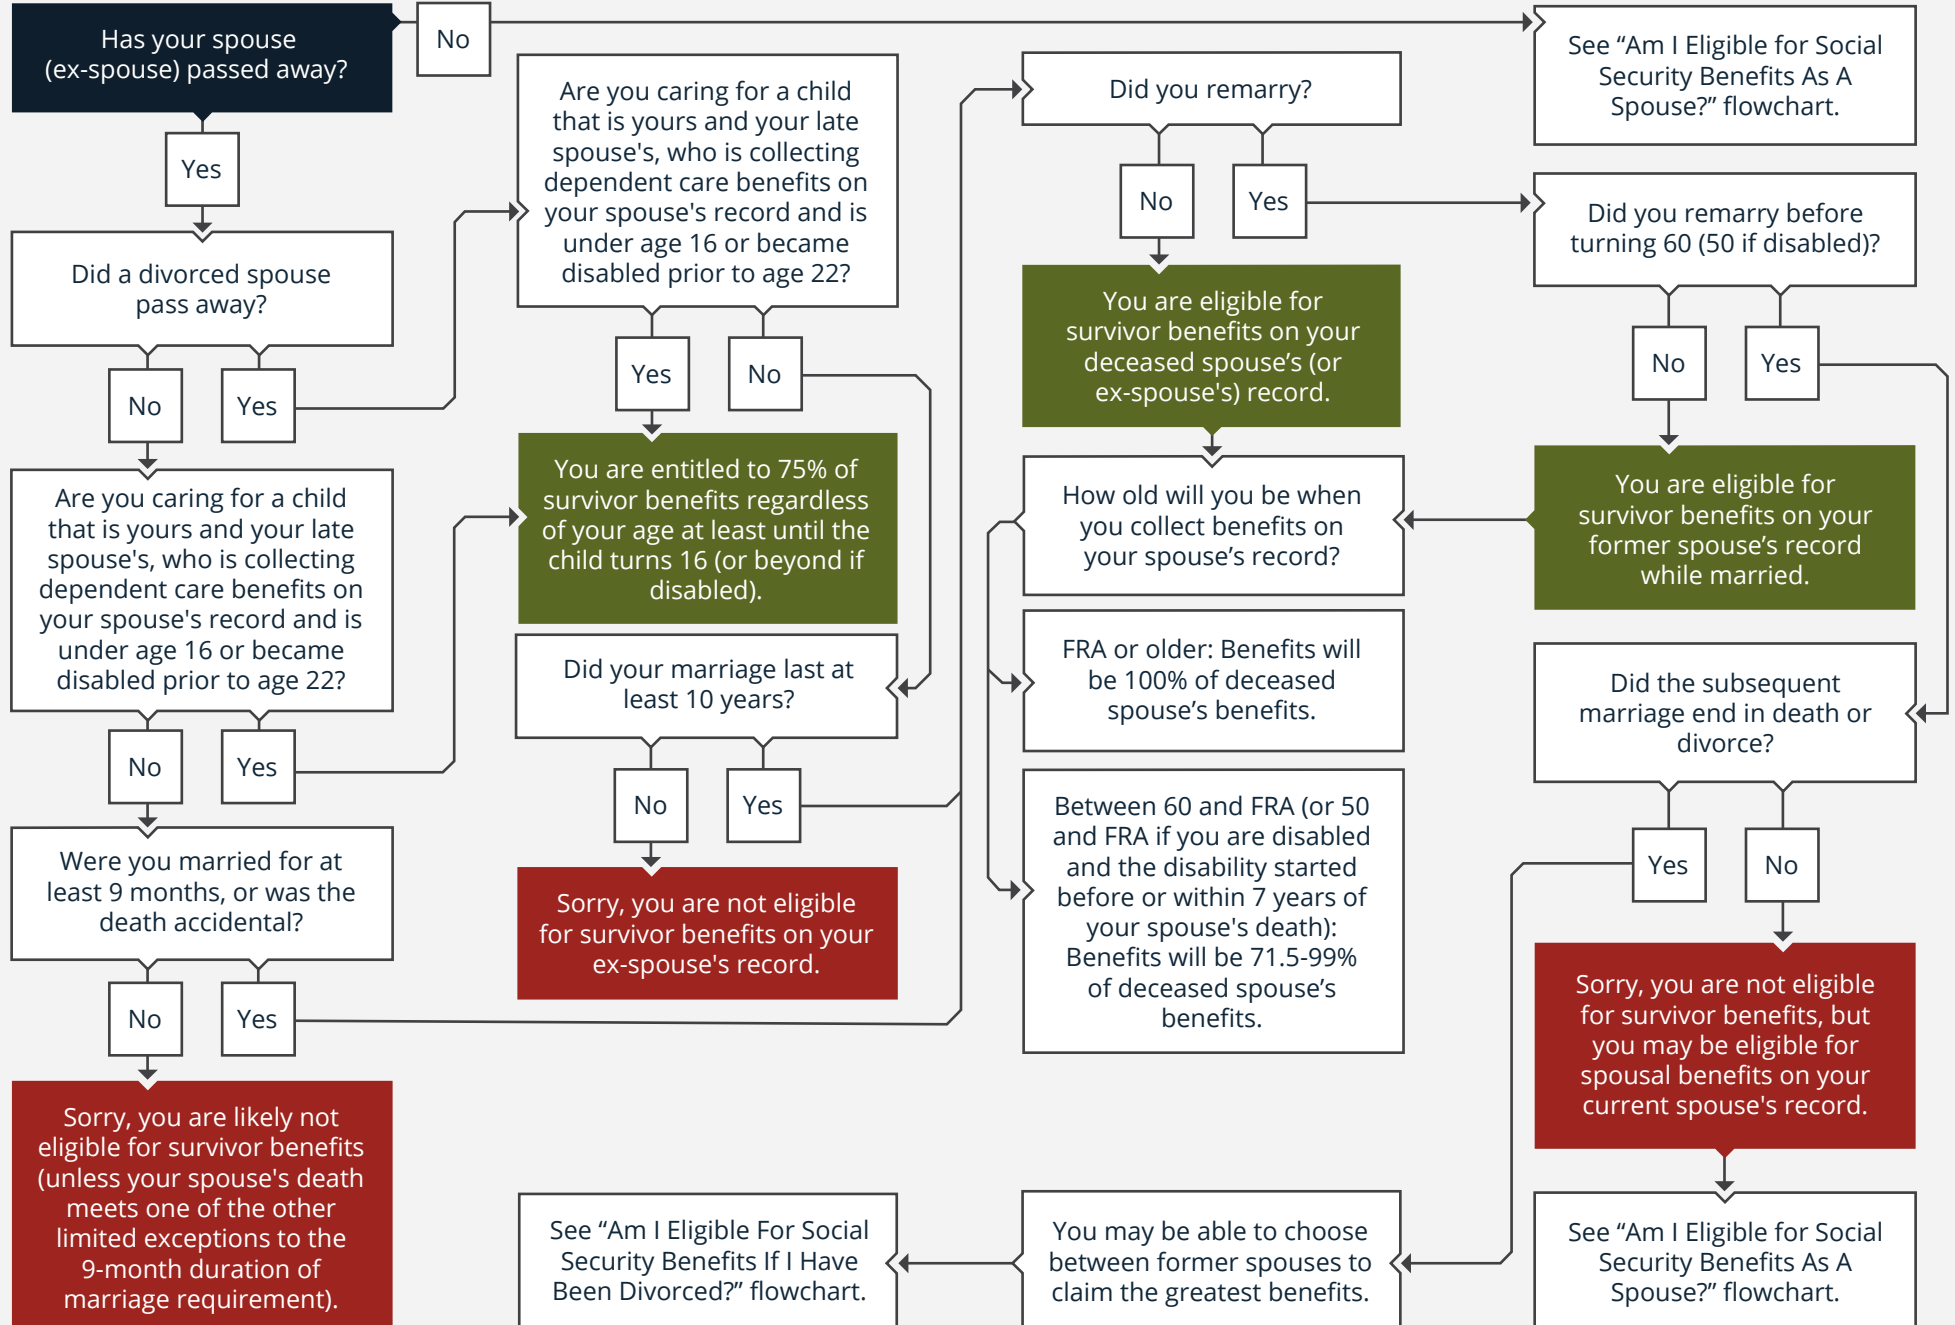 Has your spouse
(ex-spouse) passed away?
No
Yes
Did a divorced spouse
pass away?
No
Yes
Are you caring for a child
that is yours and your late
spouse's, who is collecting
dependent care benefits on
your spouse's record and is
under age 16 or became
disabled prior to age 22?
No
Yes
Were you married for at
least 9 months, or was the
death accidental?
No
Yes
Sorry, you are likely not
eligible for survivor benefits
(unless your spouse's death
meets one of the other
limited exceptions to the
9-month duration of
marriage requirement).
Are you caring for a child
that is yours and your late
spouse's, who is collecting
dependent care benefits on
your spouse's record and is
under age 16 or became
disabled prior to age 22?
Yes
No
You are entitled to 75% of
survivor benefits regardless
of your age at least until the
child turns 16 (or beyond if
disabled).
Did your marriage last at
least 10 years?
No
Yes
Sorry, you are not eligible
for survivor benefits on your
ex-spouse's record.
Did you remarry?
No
Yes
You are eligible for
survivor benefits on your
deceased spouse’s (or
ex-spouse's) record.
How old will you be when
you collect benefits on
your spouse’s record?
FRA or older: Benefits will
be 100% of deceased
spouse’s benefits.
Between 60 and FRA (or 50
and FRA if you are disabled
and the disability started
before or within 7 years of
your spouse's death):
Benefits will be 71.5-99%
of deceased spouse’s
benefits.
See “Am I Eligible for Social
Security Benefits As A
Spouse?” flowchart.
Did you remarry before
turning 60 (50 if disabled)?
No
Yes
You are eligible for
survivor benefits on your
former spouse’s record
while married.
Did the subsequent
marriage end in death or
divorce?
Yes
No
Sorry, you are not eligible
for survivor benefits, but
you may be eligible for
spousal benefits on your
current spouse's record.
See “Am I Eligible for Social
Security Benefits As A
Spouse?” flowchart.
You may be able to choose
between former spouses to
claim the greatest benefits.
See “Am I Eligible For Social
Security Benefits If I Have
Been Divorced?” flowchart.